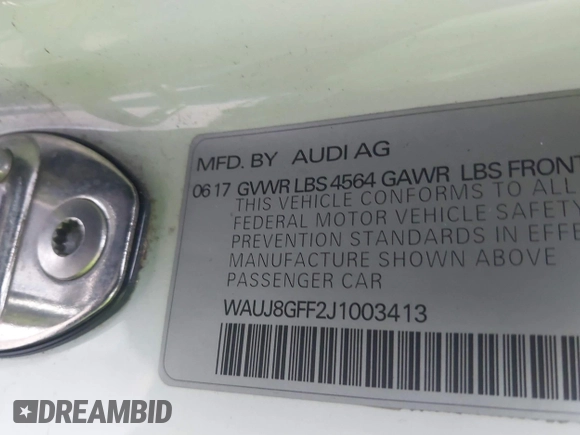 MFD. BY AUDI AG
06 17 GVWR LBS 4564 GAWR LBS FRONT
THIS VEHICLE CONFORMS TO ALL
FEDERAL MOTOR VEHICLE SAFETY
PREVENTION STANDARDS IN EFFE
MANUFACTURE SHOWN ABOVE
PASSENGER CAR
WAUJ8GFF2J1003413
DREAMBID